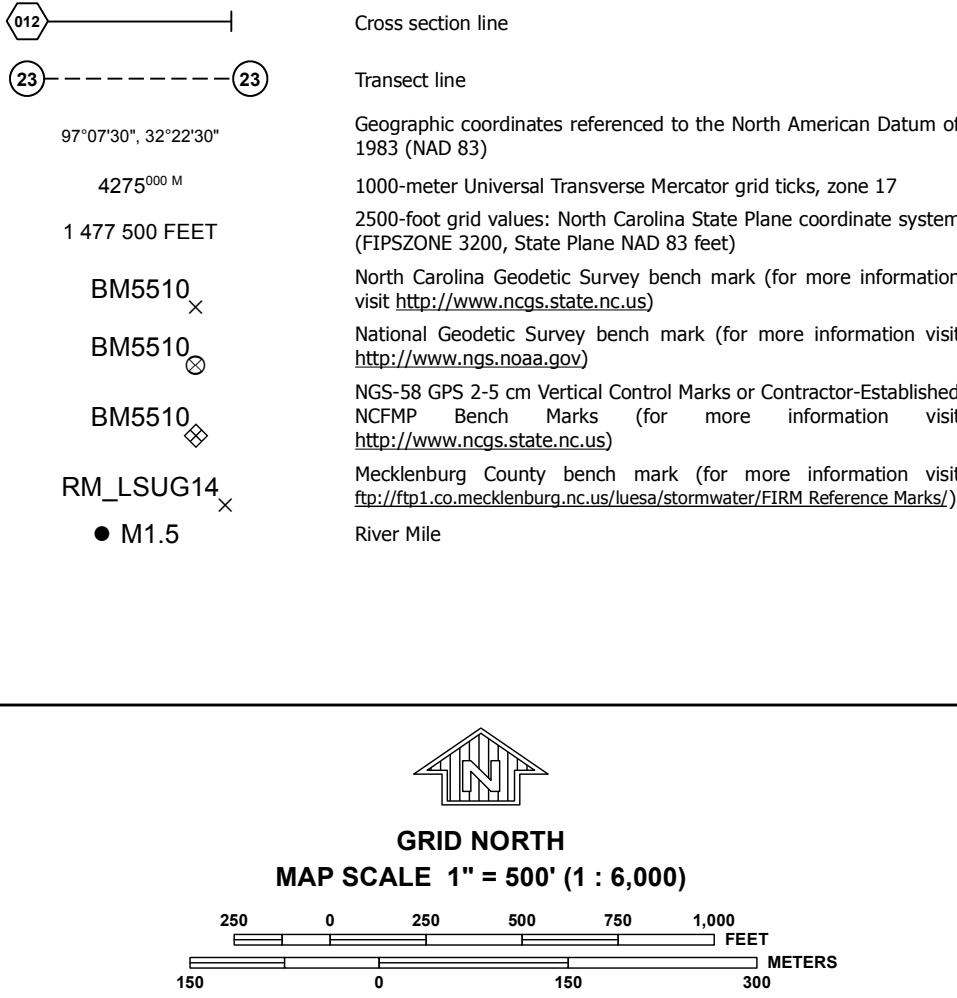 012 Cross section line
23 23 Transect line
97°07'30", 32°22'30" Geographic coordinates referenced to the North American Datum of
1983 (NAD 83)
4275⁰⁰⁰ ᴹ 1000-meter Universal Transverse Mercator grid ticks, zone 17
1 477 500 FEET 2500-foot grid values: North Carolina State Plane coordinate system
(FIPSZONE 3200, State Plane NAD 83 feet)
BM5510 North Carolina Geodetic Survey bench mark (for more information
visit http://www.ncgs.state.nc.us)
BM5510 National Geodetic Survey bench mark (for more information visit
http://www.ngs.noaa.gov)
BM5510 NGS-58 GPS 2-5 cm Vertical Control Marks or Contractor-Established
NCFMP Bench Marks (for more information visit
http://www.ncgs.state.nc.us)
RM_LSUG14 Mecklenburg County bench mark (for more information visit
ftp://ftp1.co.mecklenburg.nc.us/luesa/stormwater/FIRM Reference Marks/)
● M1.5 River Mile
N
GRID NORTH
MAP SCALE 1" = 500' (1 : 6,000)
250 0 250 500 750 1,000
FEET
METERS
150 0 150 300